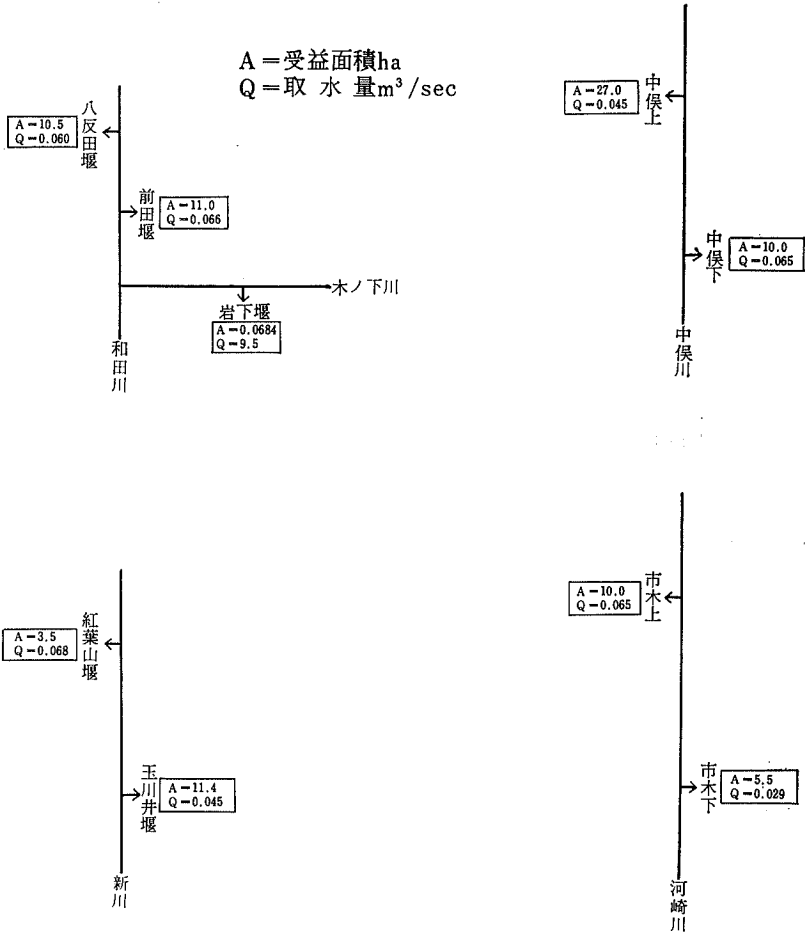 A=受益面積ha
Q=取水量m³/sec
八反田堰
A=10.5
Q=0.060
前田堰
A=11.0
Q=0.066
木ノ下川
岩下堰
A=0.0684
Q=9.5
和田川
中俣上
A=27.0
Q=0.045
中俣下
A=10.0
Q=0.065
中俣川
紅葉山堰
A=3.5
Q=0.068
玉川井堰
A=11.4
Q=0.045
新川
市木上
A=10.0
Q=0.065
市木下
A=5.5
Q=0.029
河崎川